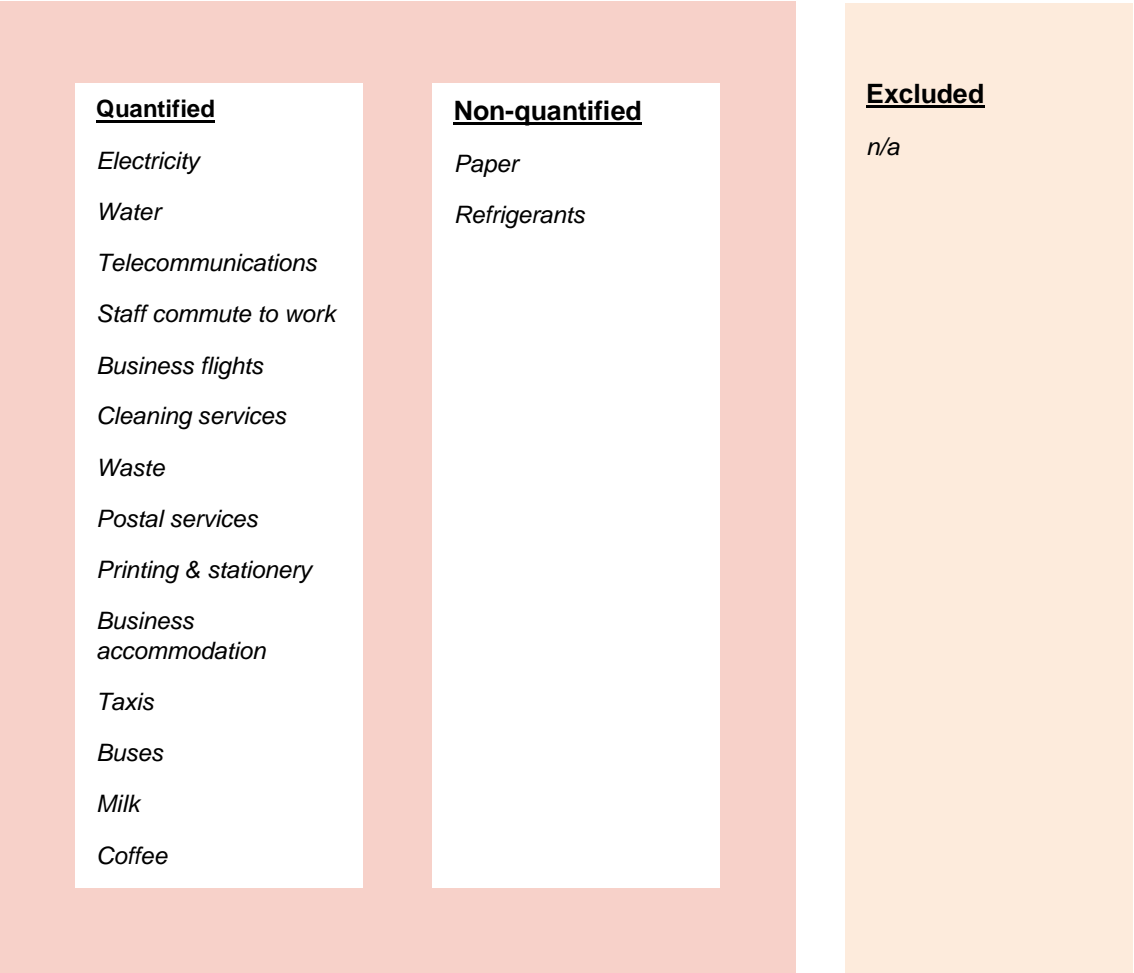 Quantified
Electricity
Water
Telecommunications
Staff commute to work
Business flights
Cleaning services
Waste
Postal services
Printing & stationery
Business
accommodation
Taxis
Buses
Milk
Coffee
Non-quantified
Paper
Refrigerants
Excluded
n/a